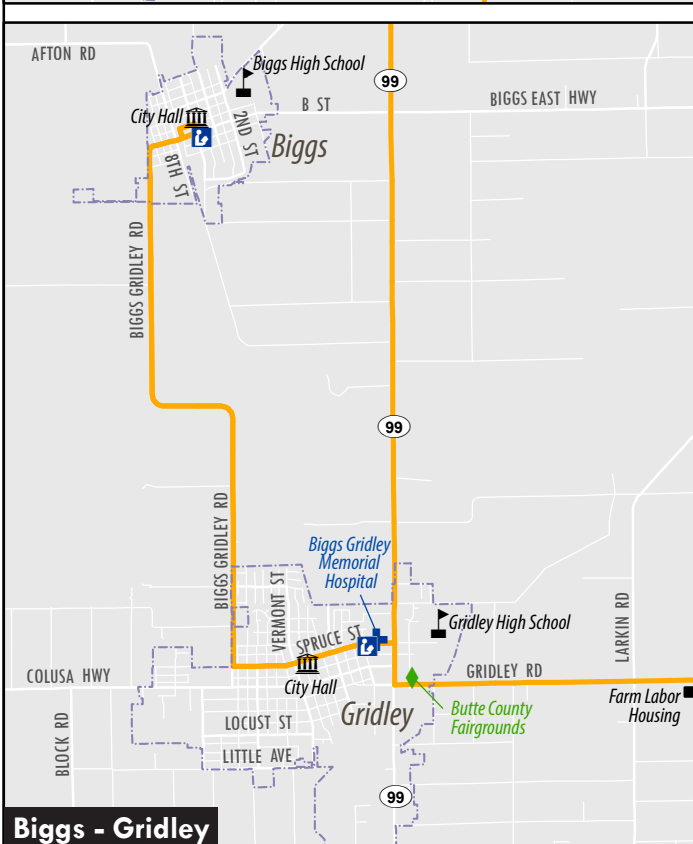 AFTON RD
Biggs High School
99
B ST
BIGGS EAST HWY
City Hall
2ND ST
Biggs
8TH ST
BIGGS GRIDLEY RD
99
BIGGS GRIDLEY RD
Biggs Gridley
Memorial
Hospital
VERMONT ST
SPRUCE ST
Gridley High School
LARKIN RD
COLUSA HWY
City Hall
GRIDLEY RD
Farm Labor
Housing
BLOCK RD
LOCUST ST
Gridley
Butte County
Fairgrounds
LITTLE AVE
99
Biggs - Gridley